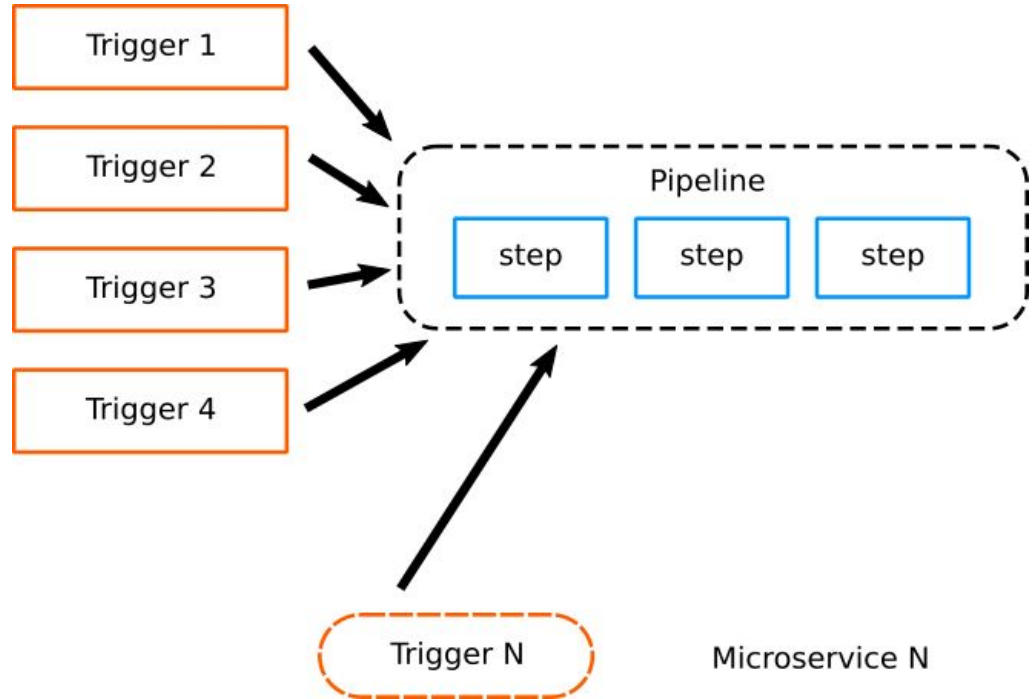 Trigger 1
Trigger 2
Trigger 3
Trigger 4
Pipeline
step
step
step
Trigger N
Microservice N